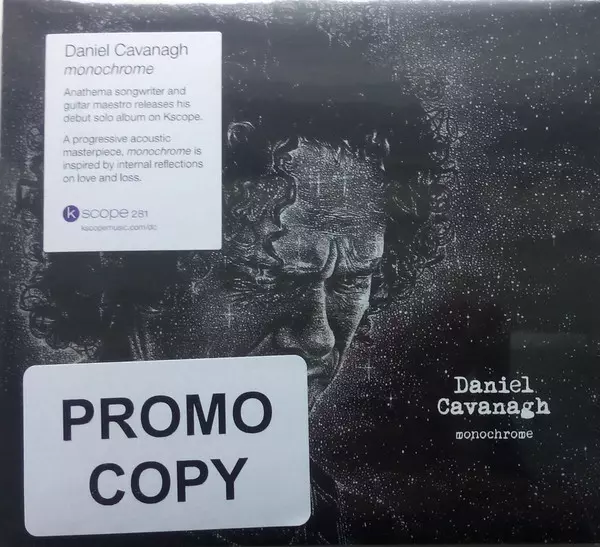 Daniel Cavanagh
monochrome
Anathema songwriter and
guitar maestro releases his
debut solo album on Kscope.
A progressive acoustic
masterpiece, monochrome is
inspired by internal reflections
on love and loss.
kscope 281
kscopemusic.com/dc
PROMO
COPY
Daniel
Cavanagh
monochrome